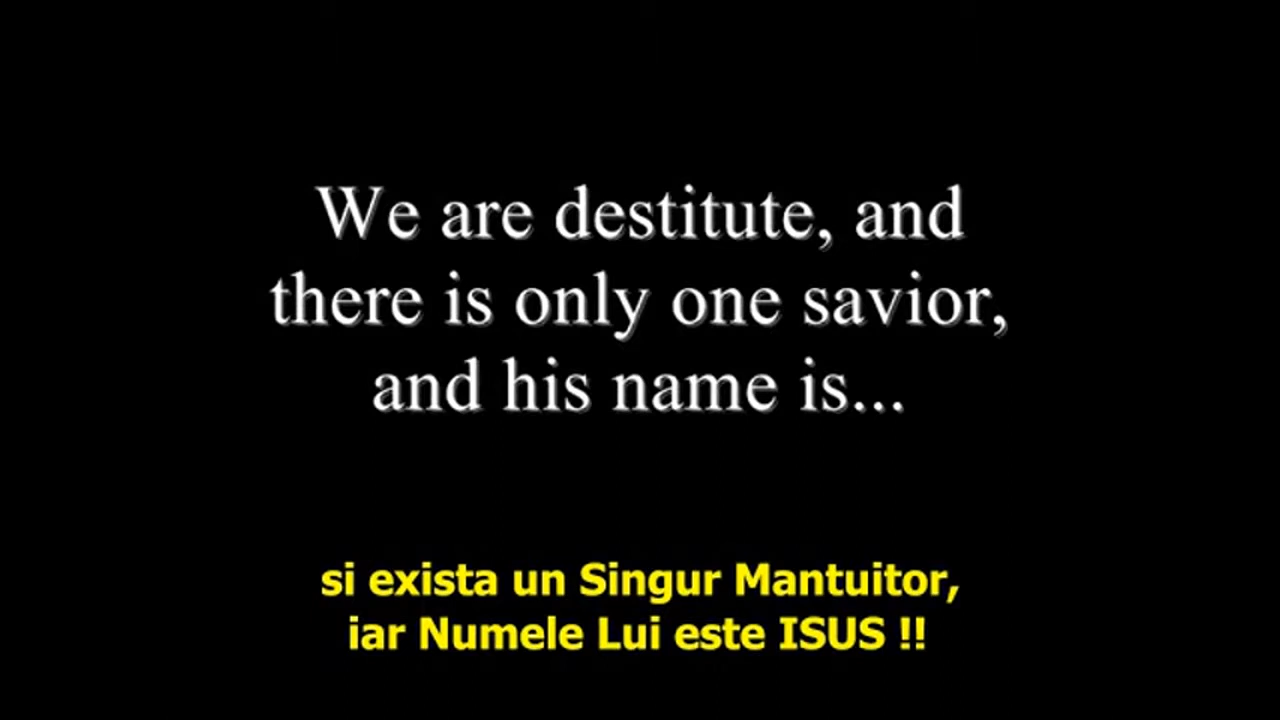 We are destitute, and
there is only one savior,
and his name is...
si exista un Singur Mantuitor,
iar Numele Lui este ISUS !!